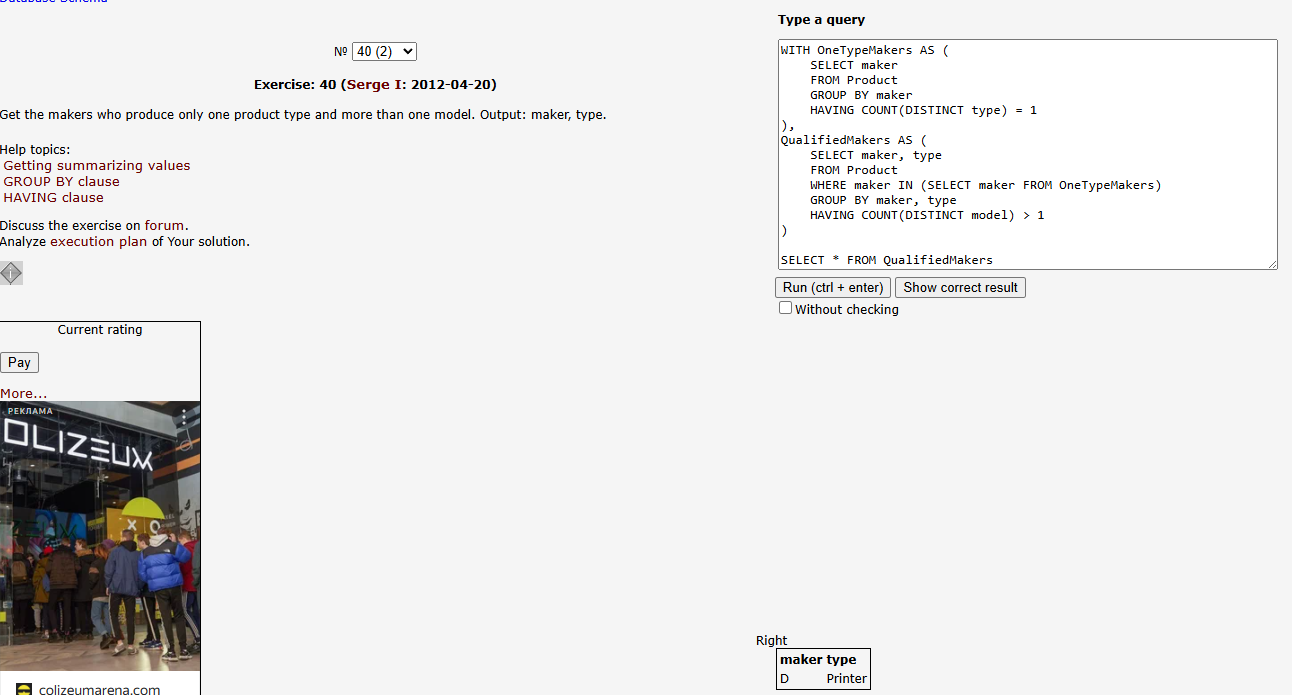 Database Schema
№ 40 (2)
Exercise: 40 (Serge I: 2012-04-20)
Get the makers who produce only one product type and more than one model. Output: maker, type.
Help topics:
Getting summarizing values
GROUP BY clause
HAVING clause
Discuss the exercise on forum.
Analyze execution plan of Your solution.
Current rating
Pay
More...
РЕКЛАМА
OLIZEUM
XO
colizeumarena.com
Type a query
WITH OneTypeMakers AS (
    SELECT maker
    FROM Product
    GROUP BY maker
    HAVING COUNT(DISTINCT type) = 1
),
QualifiedMakers AS (
    SELECT maker, type
    FROM Product
    WHERE maker IN (SELECT maker FROM OneTypeMakers)
    GROUP BY maker, type
    HAVING COUNT(DISTINCT model) > 1
)
SELECT * FROM QualifiedMakers
Run (ctrl + enter) Show correct result
Without checking
Right
maker type
D Printer